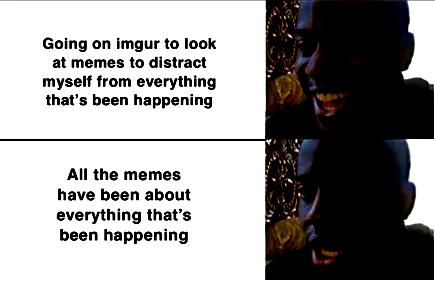 Going on imgur to look
at memes to distract
myself from everything
that's been happening
All the memes
have been about
everything that's
been happening